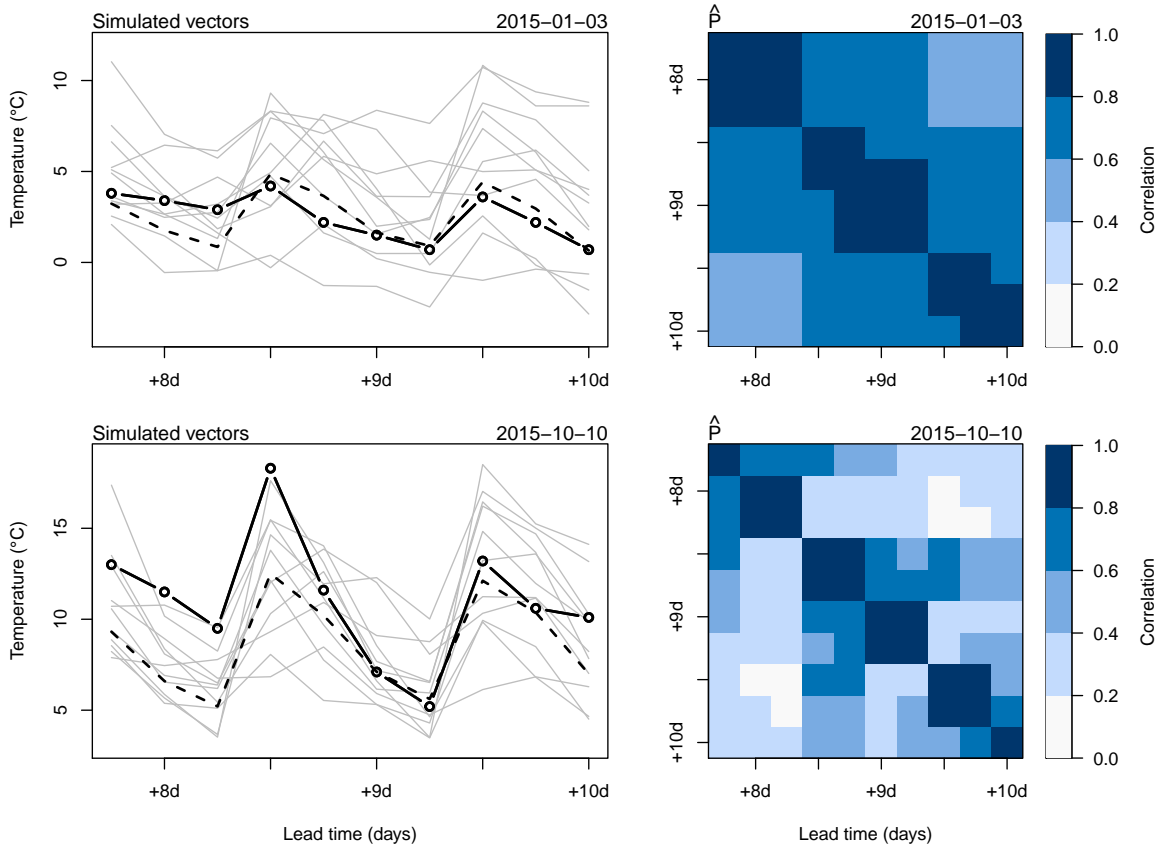 Simulated vectors 2015−01−03
Temperature (°C)
10
5
0
+8d +9d +10d
P̂ 2015−01−03
+8d
+9d
+10d
+8d +9d +10d
1.0
0.8
0.6
0.4
0.2
0.0
Correlation
Simulated vectors 2015−10−10
Temperature (°C)
15
10
5
+8d +9d +10d
Lead time (days)
P̂ 2015−10−10
+8d
+9d
+10d
+8d +9d +10d
Lead time (days)
1.0
0.8
0.6
0.4
0.2
0.0
Correlation